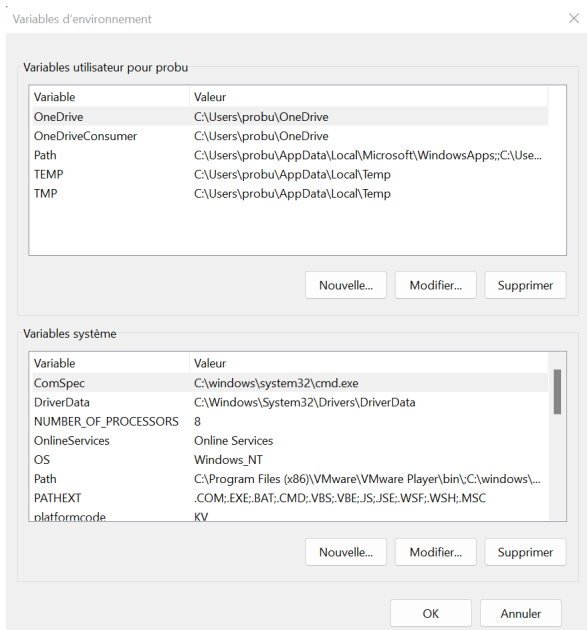 Variables d'environnement
Variables utilisateur pour probu
Variable Valeur
OneDrive C:\Users\probu\OneDrive
OneDriveConsumer C:\Users\probu\OneDrive
Path C:\Users\probu\AppData\Local\Microsoft\WindowsApps;;C:\Use...
TEMP C:\Users\probu\AppData\Local\Temp
TMP C:\Users\probu\AppData\Local\Temp
Nouvelle... Modifier... Supprimer
Variables système
Variable Valeur
ComSpec C:\windows\system32\cmd.exe
DriverData C:\Windows\System32\Drivers\DriverData
NUMBER_OF_PROCESSORS 8
OnlineServices Online Services
OS Windows_NT
Path C:\Program Files (x86)\VMware\VMware Player\bin\;C:\windows\...
PATHEXT .COM;.EXE;.BAT;.CMD;.VBS;.VBE;.JS;.JSE;.WSF;.WSH;.MSC
platformcode KV
Nouvelle... Modifier... Supprimer
OK Annuler